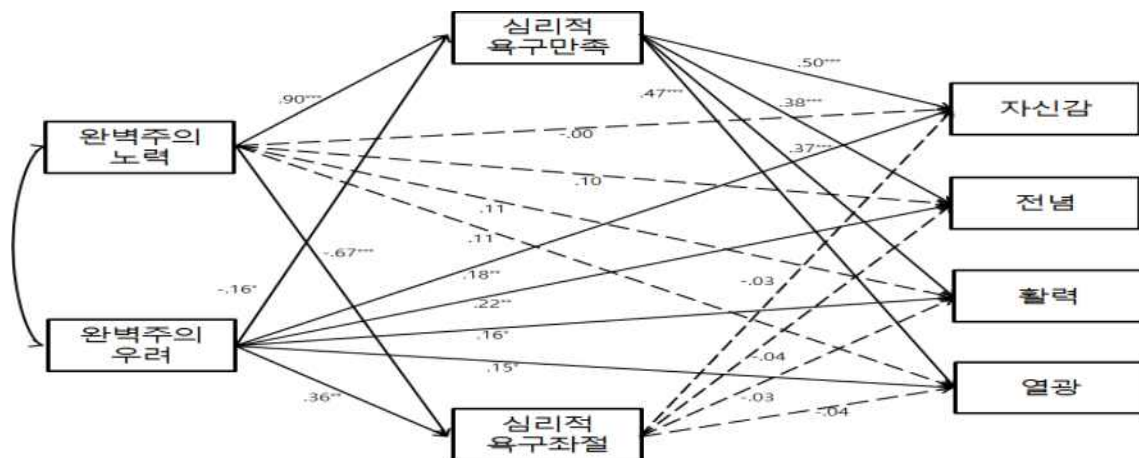 심리적
욕구만족
.50***
.90***
.47***
.38***
자신감
완벽주의
노력
-.00
.37***
.10
전념
.11
.11
-.67***
-.03
.18**
-.16*
.22**
활력
완벽주의
우려
.16*
-.04
.15*
열광
.36**
-.03
-.04
심리적
욕구좌절